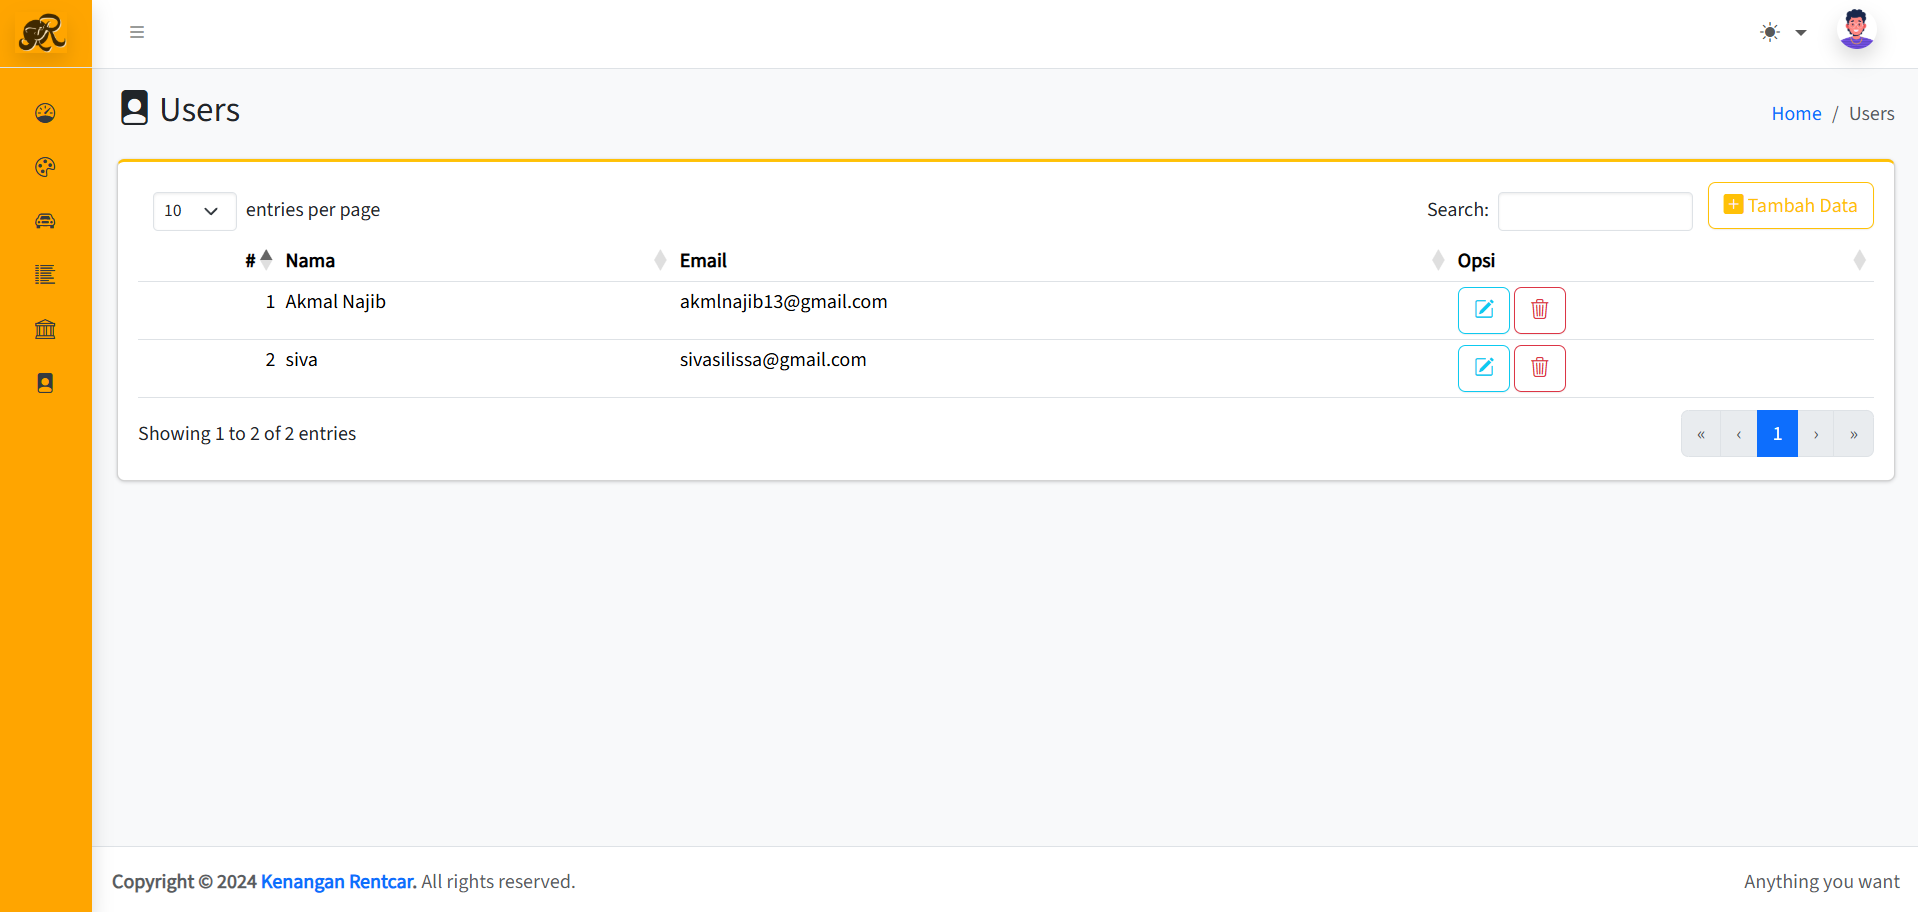 R
Users
Home / Users
10 entries per page
Search:
Tambah Data
# Nama Email Opsi
1 Akmal Najib akmlnajib13@gmail.com
2 siva sivasilissa@gmail.com
Showing 1 to 2 of 2 entries
« ‹ 1 › »
Copyright © 2024 Kenangan Rentcar. All rights reserved.
Anything you want